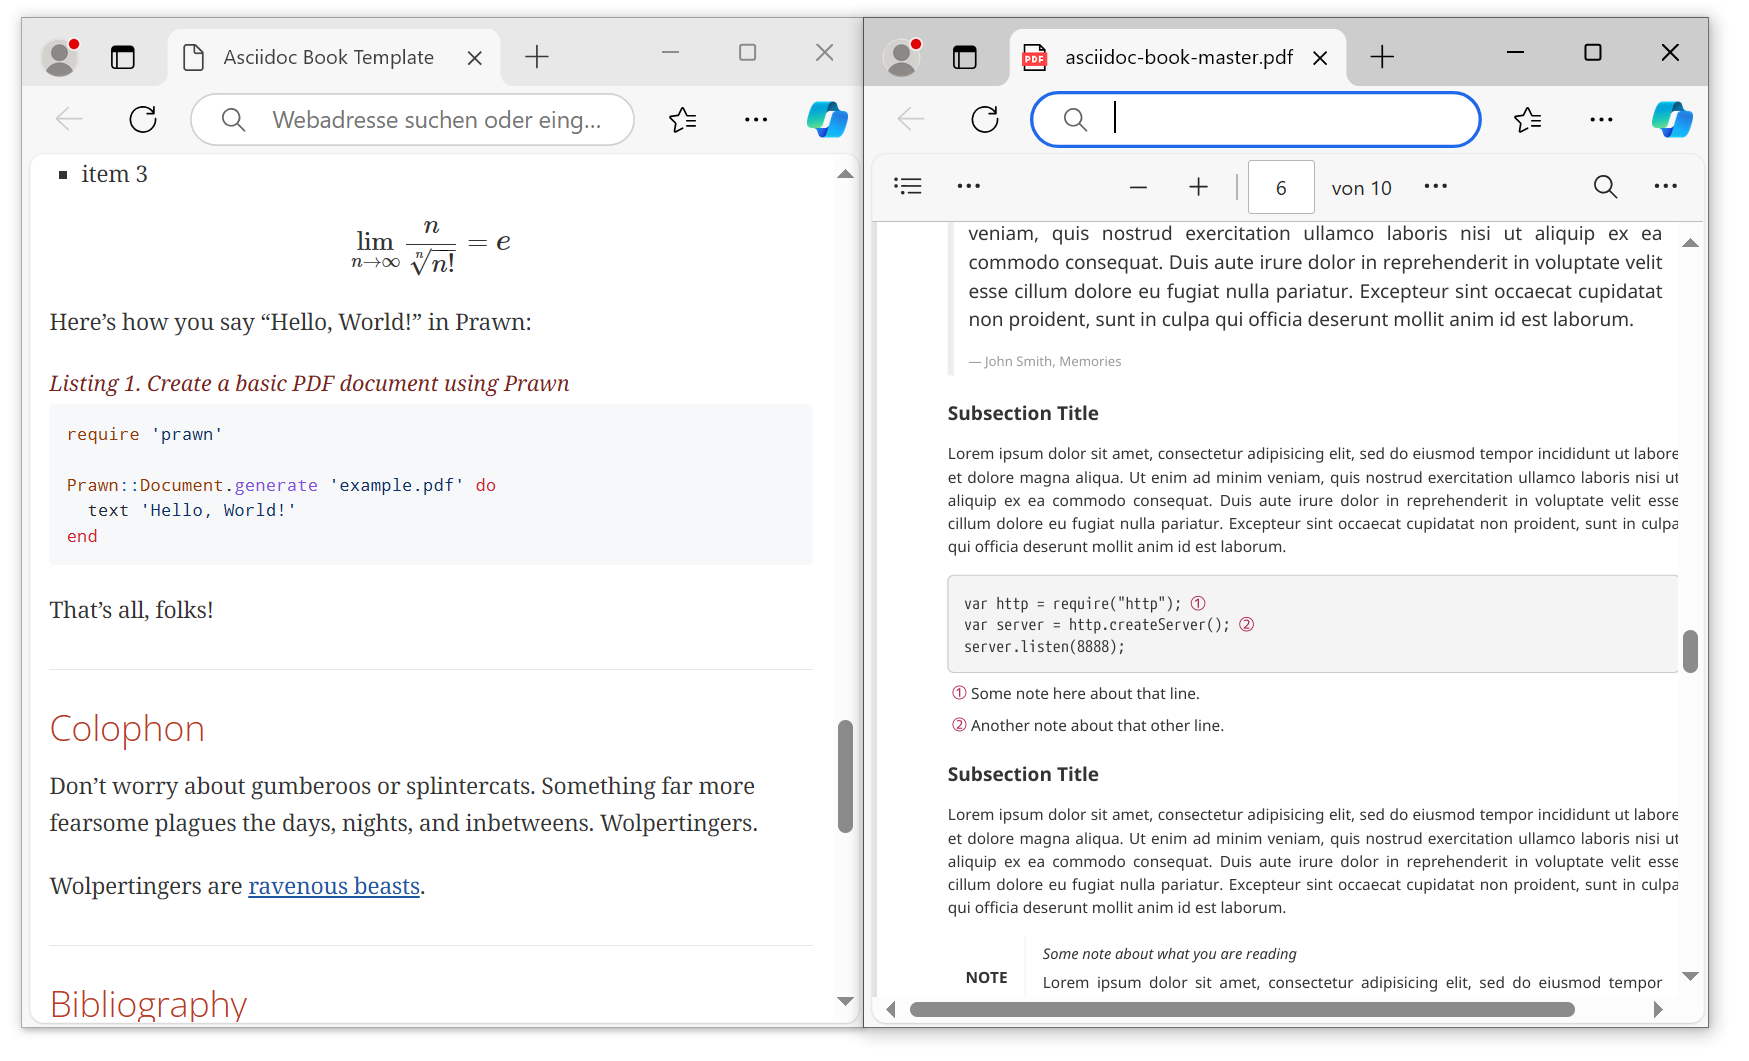 Asciidoc Book Template
Webadresse suchen oder eing...
item 3
lim n→∞ n / ⁿ√n! = e
Here’s how you say “Hello, World!” in Prawn:
Listing 1. Create a basic PDF document using Prawn
require 'prawn'
Prawn::Document.generate 'example.pdf' do
  text 'Hello, World!'
end
That’s all, folks!
Colophon
Don’t worry about gumberoos or splintercats. Something far more
fearsome plagues the days, nights, and inbetweens. Wolpertingers.
Wolpertingers are ravenous beasts.
Bibliography
PDF
asciidoc-book-master.pdf
6 von 10
veniam, quis nostrud exercitation ullamco laboris nisi ut aliquip ex ea
commodo consequat. Duis aute irure dolor in reprehenderit in voluptate velit
esse cillum dolore eu fugiat nulla pariatur. Excepteur sint occaecat cupidatat
non proident, sunt in culpa qui officia deserunt mollit anim id est laborum.
— John Smith, Memories
Subsection Title
Lorem ipsum dolor sit amet, consectetur adipisicing elit, sed do eiusmod tempor incididunt ut labore
et dolore magna aliqua. Ut enim ad minim veniam, quis nostrud exercitation ullamco laboris nisi ut
aliquip ex ea commodo consequat. Duis aute irure dolor in reprehenderit in voluptate velit esse
cillum dolore eu fugiat nulla pariatur. Excepteur sint occaecat cupidatat non proident, sunt in culpa
qui officia deserunt mollit anim id est laborum.
var http = require("http"); ①
var server = http.createServer(); ②
server.listen(8888);
① Some note here about that line.
② Another note about that other line.
Subsection Title
Lorem ipsum dolor sit amet, consectetur adipisicing elit, sed do eiusmod tempor incididunt ut labore
et dolore magna aliqua. Ut enim ad minim veniam, quis nostrud exercitation ullamco laboris nisi ut
aliquip ex ea commodo consequat. Duis aute irure dolor in reprehenderit in voluptate velit esse
cillum dolore eu fugiat nulla pariatur. Excepteur sint occaecat cupidatat non proident, sunt in culpa
qui officia deserunt mollit anim id est laborum.
Some note about what you are reading
NOTE
Lorem ipsum dolor sit amet, consectetur adipisicing elit, sed do eiusmod tempor